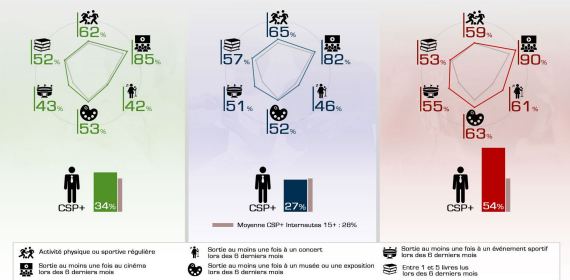 62%
52%
85%
43%
42%
53%
CSP+
34%
65%
57%
82%
51%
46%
52%
CSP+
27%
Moyenne CSP+ Internautes 15+ : 28%
59%
53%
90%
55%
61%
63%
CSP+
54%
Activité physique ou sportive régulière
Sortie au moins une fois au cinéma
lors des 6 derniers mois
Sortie au moins une fois à un concert
lors des 6 derniers mois
Sortie au moins une fois à un musée ou une exposition
lors des 6 derniers mois
Sortie au moins une fois à un événement sportif
lors des 6 derniers mois
Entre 1 et 5 livres lus
lors des 6 derniers mois